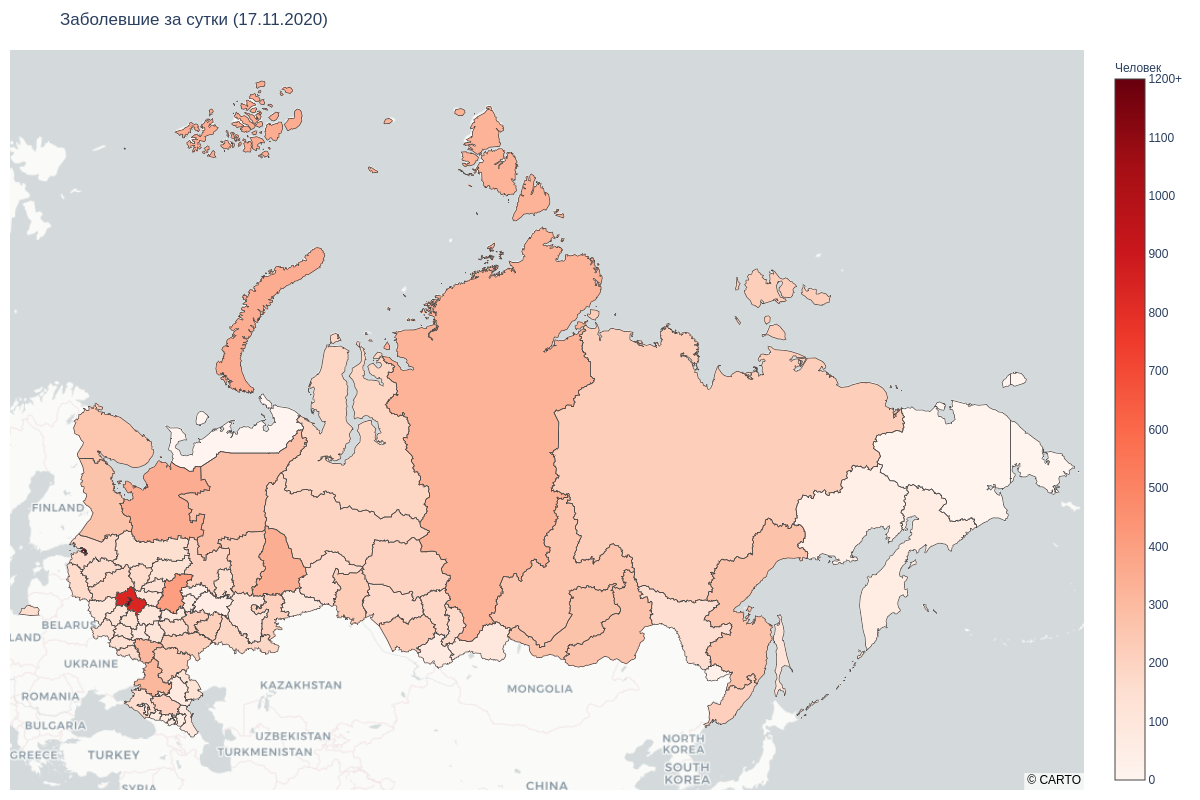 Заболевшие за сутки (17.11.2020)
Человек
1200+
1100
1000
900
800
700
600
500
400
300
200
100
0
FINLAND
BELARUS
LAND
UKRAINE
ROMANIA
BULGARIA
GREECE
TURKEY
SYRIA
KAZAKHSTAN
UZBEKISTAN
TURKMENISTAN
MONGOLIA
CHINA
NORTH
KOREA
SOUTH
KOREA
© CARTO